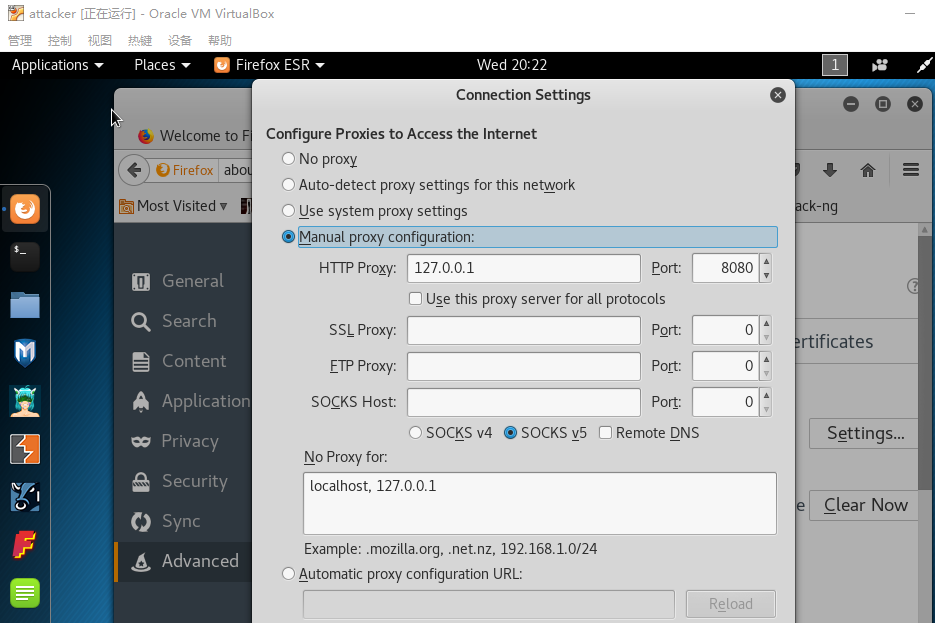 attacker [正在运行] - Oracle VM VirtualBox
管理 控制 视图 热键 设备 帮助
Applications Places Firefox ESR Wed 20:22 1
Connection Settings
Welcome to Fi
Configure Proxies to Access the Internet
No proxy
Firefox abou
Auto-detect proxy settings for this network
Most Visited
Use system proxy settings
ack-ng
Manual proxy configuration:
HTTP Proxy: 127.0.0.1 Port: 8080
Use this proxy server for all protocols
SSL Proxy: Port: 0
FTP Proxy: Port: 0
SOCKS Host: Port: 0
SOCKS v4 SOCKS v5 Remote DNS
No Proxy for:
localhost, 127.0.0.1
Example: .mozilla.org, .net.nz, 192.168.1.0/24
Automatic proxy configuration URL:
Reload
General
Search
Content
Application
Privacy
Security
Sync
Advanced
?
ertificates
Settings...
e Clear Now
$_